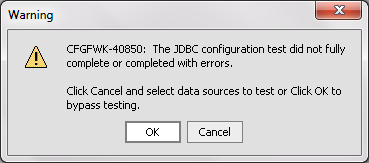 Warning
CFGFWK-40850: The JDBC configuration test did not fully
complete or completed with errors.
Click Cancel and select data sources to test or Click OK to
bypass testing.
OK
Cancel